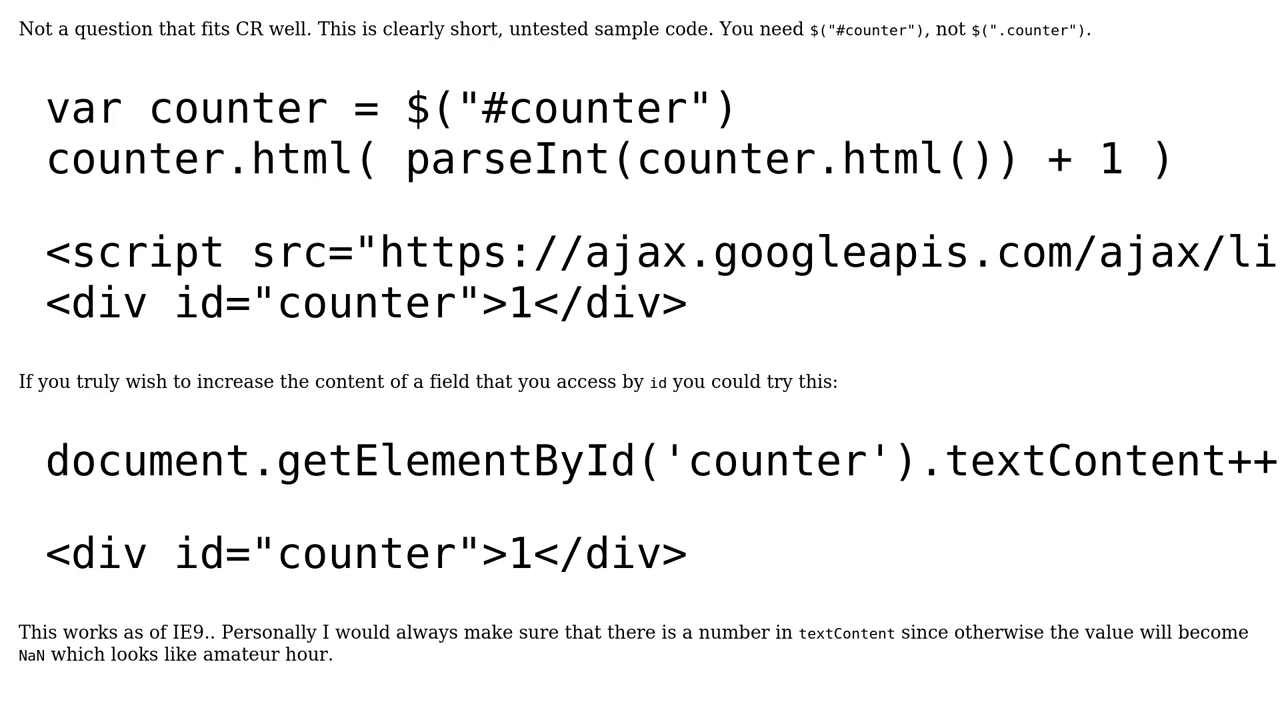 Not a question that fits CR well. This is clearly short, untested sample code. You need $("#counter"), not $(".counter").
var counter = $("#counter")
counter.html( parseInt(counter.html()) + 1 )
<script src="https://ajax.googleapis.com/ajax/li
<div id="counter">1</div>
If you truly wish to increase the content of a field that you access by id you could try this:
document.getElementById('counter').textContent++
<div id="counter">1</div>
This works as of IE9.. Personally I would always make sure that there is a number in textContent since otherwise the value will become
NaN which looks like amateur hour.